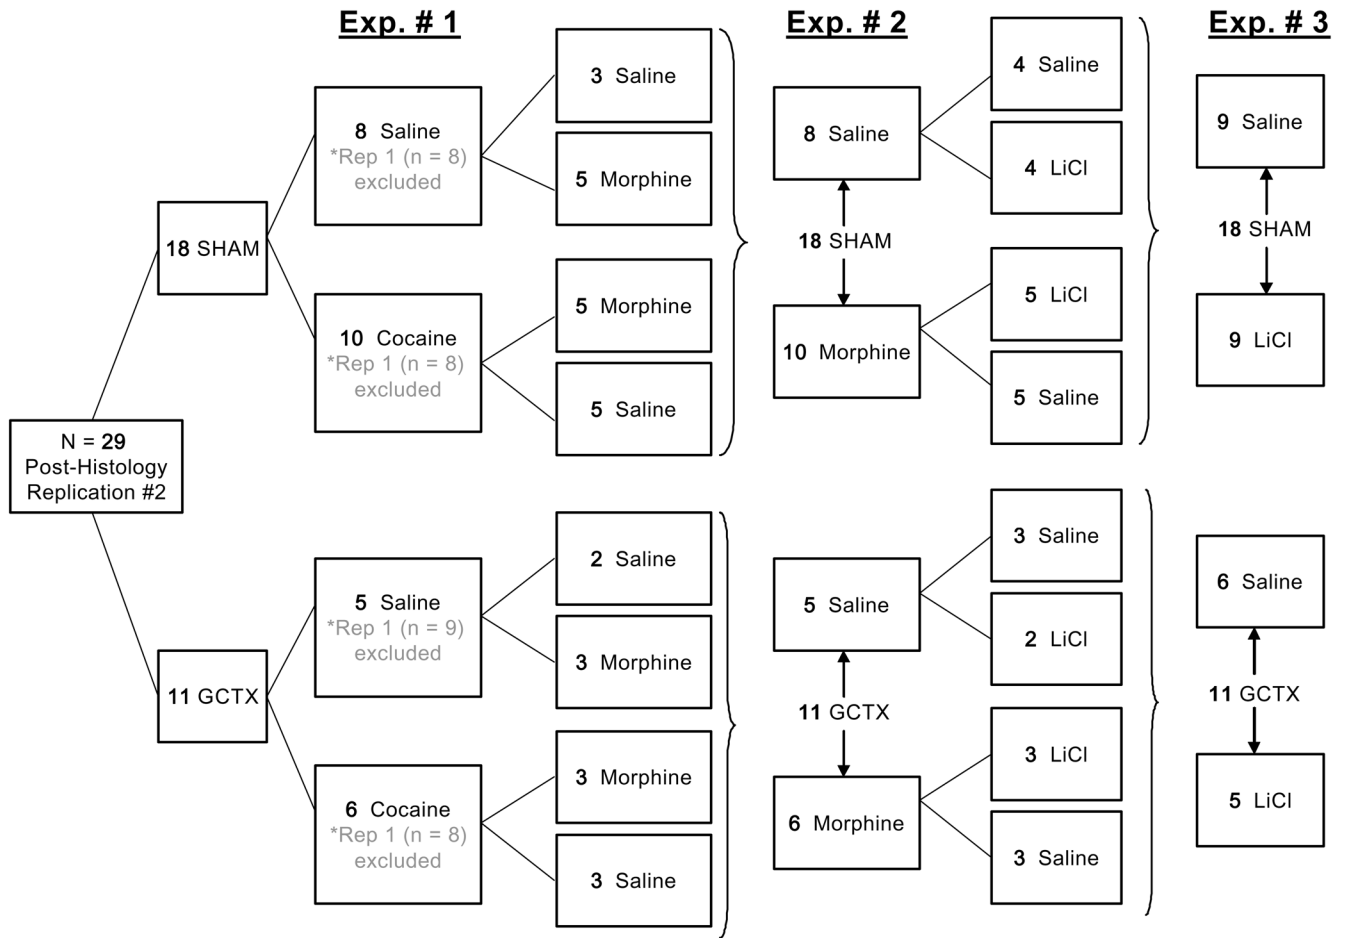 Exp. # 1
Exp. # 2
Exp. # 3
N = 29
Post-Histology
Replication #2
18 SHAM
8 Saline
*Rep 1 (n = 8)
excluded
3 Saline
5 Morphine
10 Cocaine
*Rep 1 (n = 8)
excluded
5 Morphine
5 Saline
11 GCTX
5 Saline
*Rep 1 (n = 9)
excluded
2 Saline
3 Morphine
6 Cocaine
*Rep 1 (n = 8)
excluded
3 Morphine
3 Saline
8 Saline
18 SHAM
10 Morphine
4 Saline
4 LiCl
5 LiCl
5 Saline
5 Saline
11 GCTX
6 Morphine
3 Saline
2 LiCl
3 LiCl
3 Saline
9 Saline
18 SHAM
9 LiCl
6 Saline
11 GCTX
5 LiCl